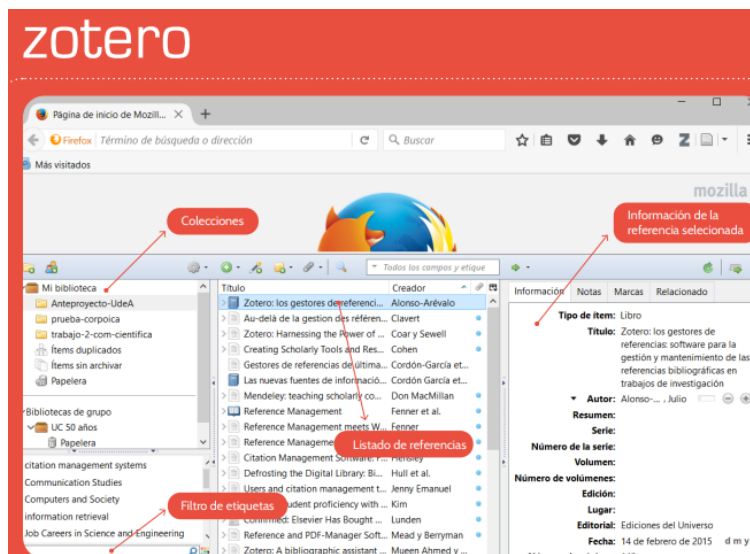 zotero
Página de inicio de Mozill...
Firefox Término de búsqueda o dirección
Buscar
Más visitados
mozilla
Colecciones
Información de la
referencia selecionada
Todos los campos y etique
Mi biblioteca
Anteproyecto-UdeA
prueba-corpoica
trabajo-2-com-cientifica
Ítems duplicados
Ítems sin archivar
Papelera
Bibliotecas de grupo
UC 50 años
Papelera
citation management systems
Communication Studies
Computers and Society
information retrieval
Job Careers in Science and Engineering
Filtro de etiquetas
Título Creador
Zotero: los gestores de referenci... Alonso-Arévalo
Au-delà de la gestion des référen... Clavert
Zotero: Harnessing the Power of ... Coar y Sewell
Creating Scholarly Tools and Res... Cohen
Gestores de referencias de última... Cordón-García et...
Las nuevas fuentes de informació... Cordón García et...
Mendeley: teaching scholarly co... Don MacMillan
Reference Management Fenner et al.
Reference Management meets W... Fenner
Reference Manageme
Listado de referencias
Citation Management Software: F... Hensley
Defrosting the Digital Library: Bi... Hull et al.
Users and citation management t... Jenny Emanuel
udent proficiency with ... Kim
Confirmed: Elsevier Has Bought ... Lunden
Reference and PDF-Manager Soft... Mead y Berryman
Zotero: A bibliographic assistant ... Mueen Ahmed y ...
Información Notas Marcas Relacionado
Tipo de ítem: Libro
Título: Zotero: los gestores de
referencias: software para la
gestión y mantenimiento de las
referencias bibliográficas en
trabajos de investigación
Autor: Alonso-... , Julio
Resumen:
Serie:
Número de la serie:
Volumen:
Número de volúmenes:
Edición:
Lugar:
Editorial: Ediciones del Universo
Fecha: 14 de febrero de 2015 d m y